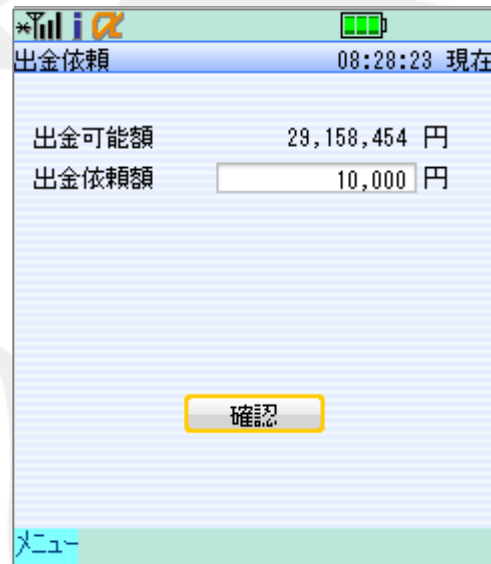 出金依頼 08:28:23 現在
出金可能額 29,158,454 円
出金依頼額 10,000 円
確認
メニュー